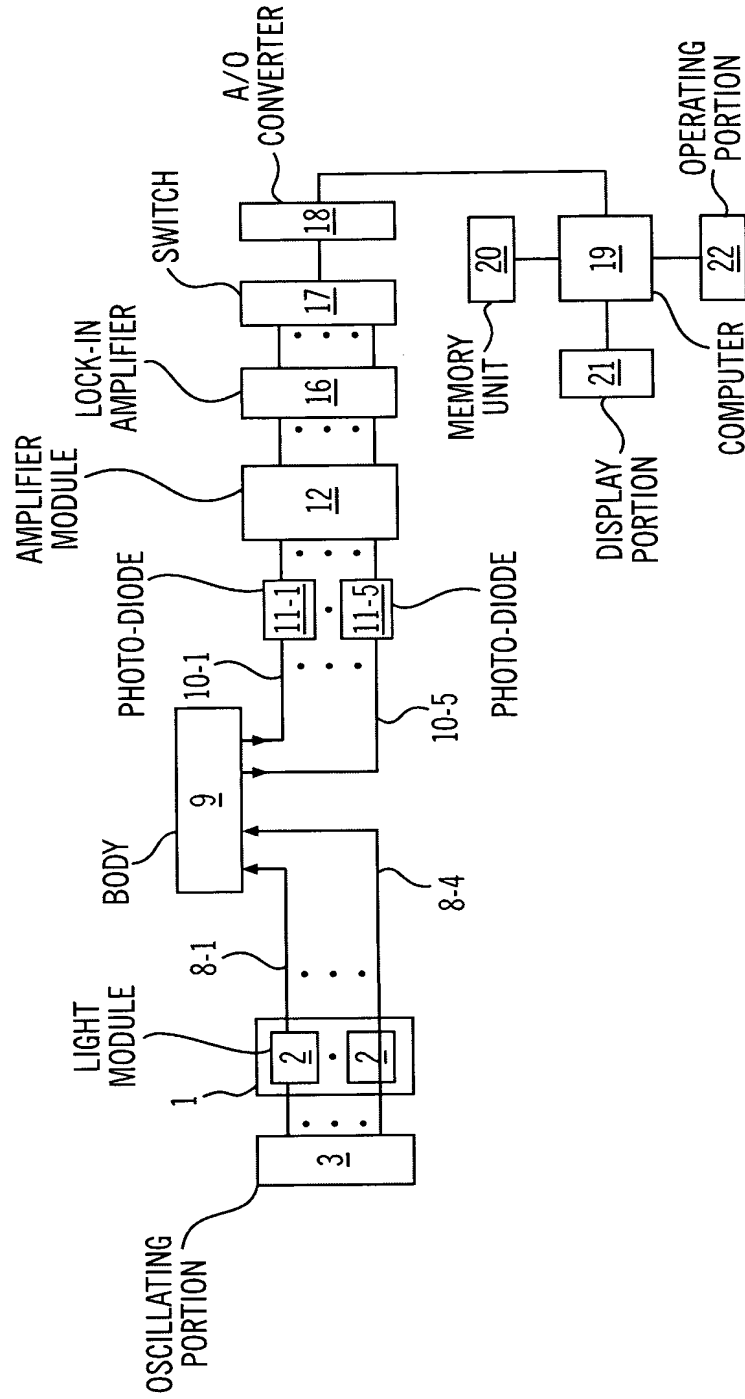 OSCILLATING
PORTION
3
1
LIGHT
MODULE
2
2
8-1
8-4
BODY
9
10-1
10-5
PHOTO-DIODE
11-1
11-5
PHOTO-DIODE
AMPLIFIER MODULE
12
LOCK-IN
AMPLIFIER
16
SWITCH
17
A/O
CONVERTER
18
MEMORY
UNIT
20
19
COMPUTER
21
DISPLAY
PORTION
22
OPERATING
PORTION